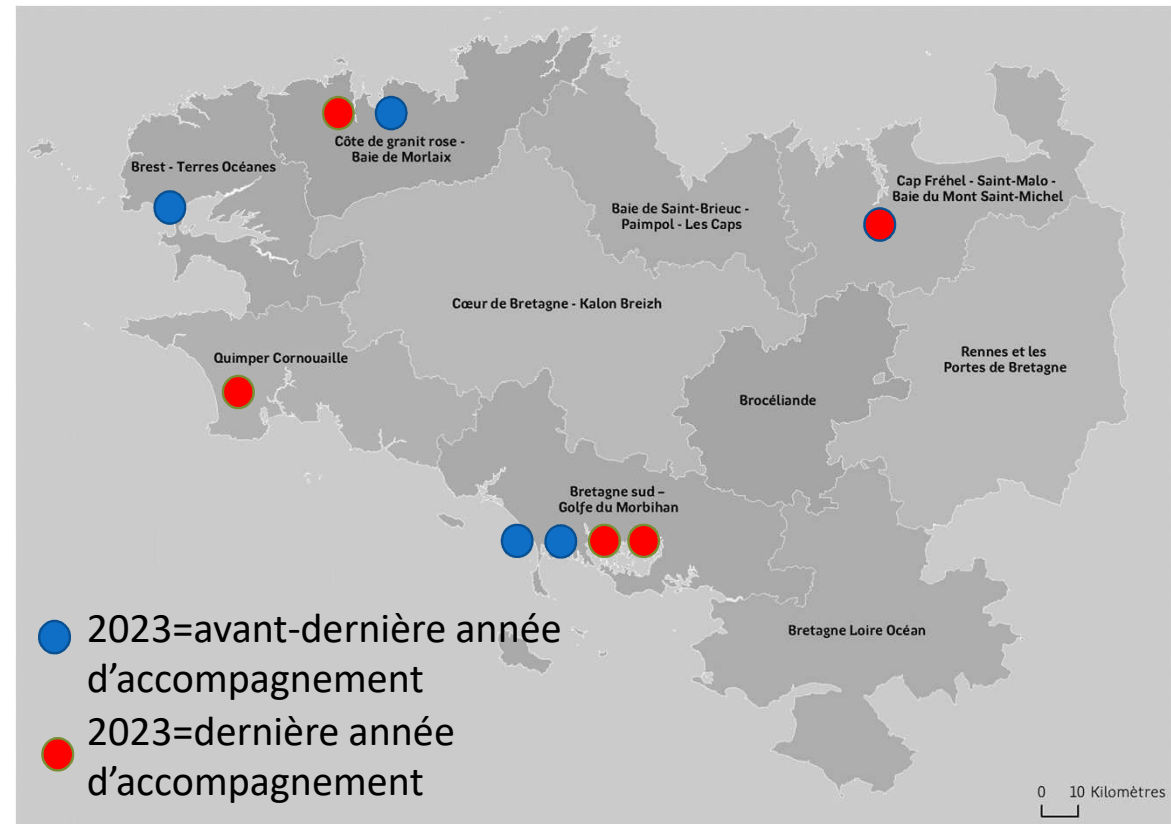 Côte de granit rose -
Baie de Morlaix
Brest - Terres Océanes
Cap Fréhel - Saint-Malo -
Baie du Mont Saint-Michel
Baie de Saint-Brieuc -
Paimpol - Les Caps
Cœur de Bretagne - Kalon Breizh
Quimper Cornouaille
Rennes et les
Portes de Bretagne
Brocéliande
Bretagne sud –
Golfe du Morbihan
Bretagne Loire Océan
2023=avant-dernière année
d’accompagnement
2023=dernière année
d’accompagnement
0 10 Kilomètres